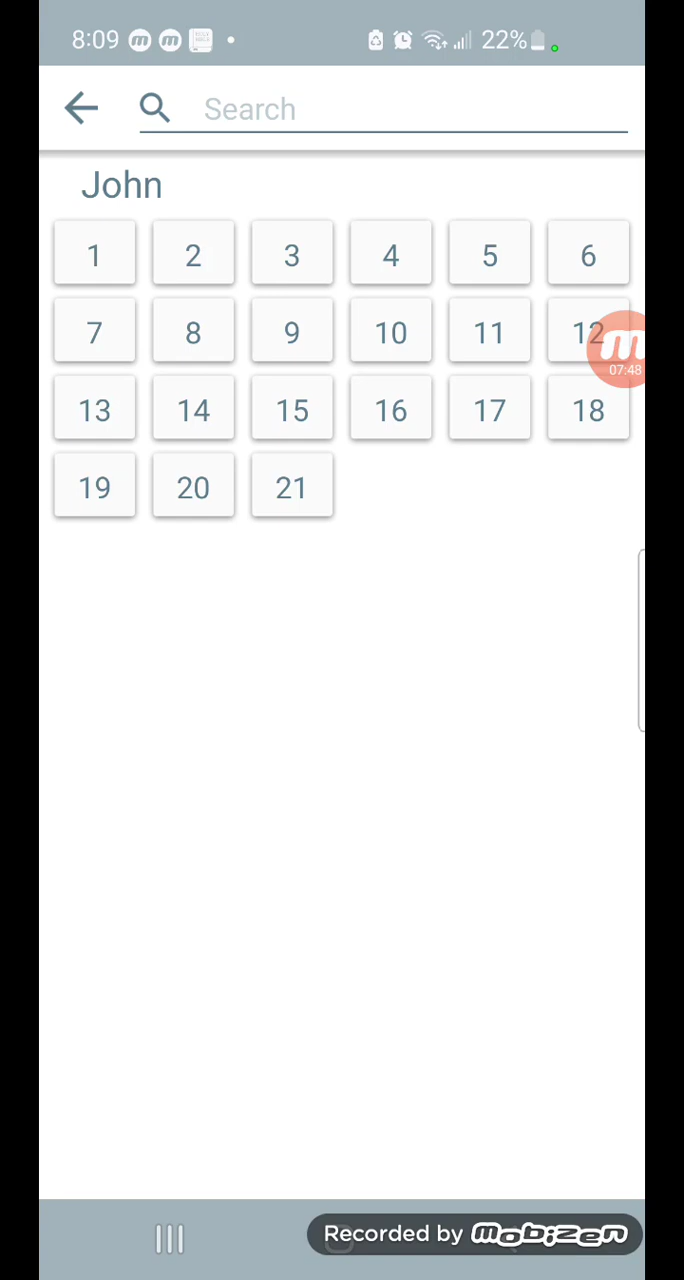 8:09 22%
Search
John
1 2 3 4 5 6
7 8 9 10 11 12
07:48
13 14 15 16 17 18
19 20 21
Recorded by mobizen